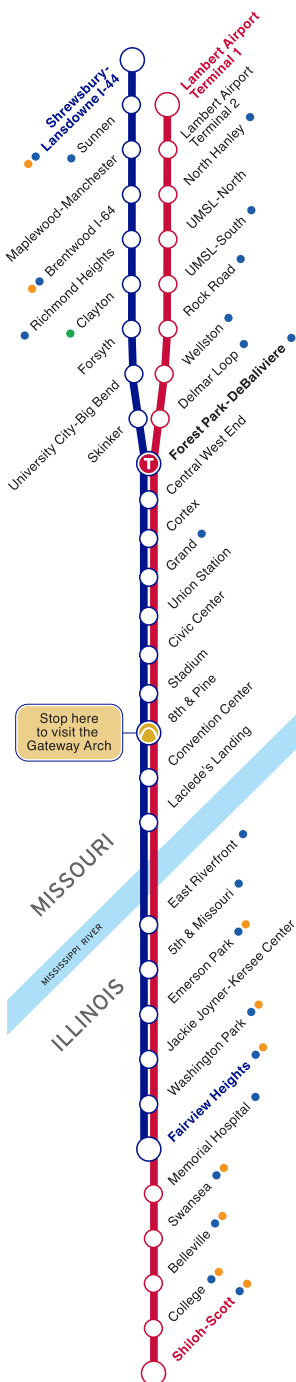 Lambert Airport
Terminal 1
Shrewsbury-
Lansdowne I-44
Lambert Airport
Terminal 2
Sunnen
North Hanley
Maplewood-Manchester
UMSL-North
Brentwood I-64
UMSL-South
Richmond Heights
Rock Road
Clayton
Wellston
Forsyth
Delmar Loop
University City-Big Bend
Forest Park-DeBaliviere
Skinker
T
Central West End
Cortex
Grand
Union Station
Civic Center
Stadium
8th & Pine
Stop here
to visit the
Gateway Arch
Convention Center
Laclede's Landing
MISSOURI
MISSISSIPPI RIVER
ILLINOIS
East Riverfront
5th & Missouri
Emerson Park
Jackie Joyner-Kersee Center
Washington Park
Fairview Heights
Memorial Hospital
Swansea
Belleville
College
Shiloh-Scott